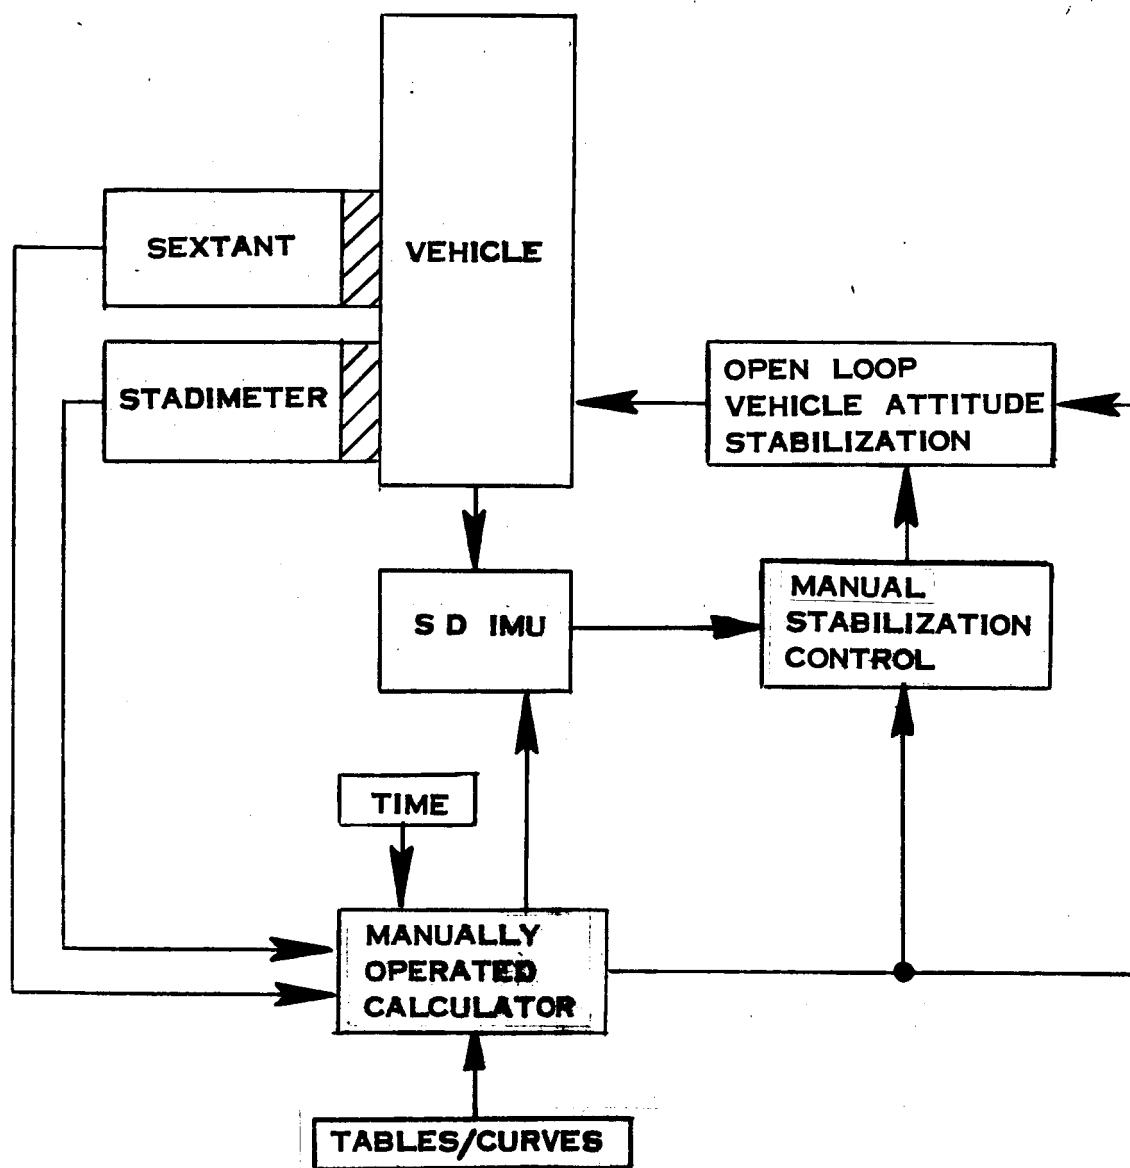 SEXTANT
VEHICLE
STADIMETER
OPEN LOOP
VEHICLE ATTITUDE
STABILIZATION
S D IMU
MANUAL
STABILIZATION
CONTROL
TIME
MANUALLY
OPERATED
CALCULATOR
TABLES/CURVES